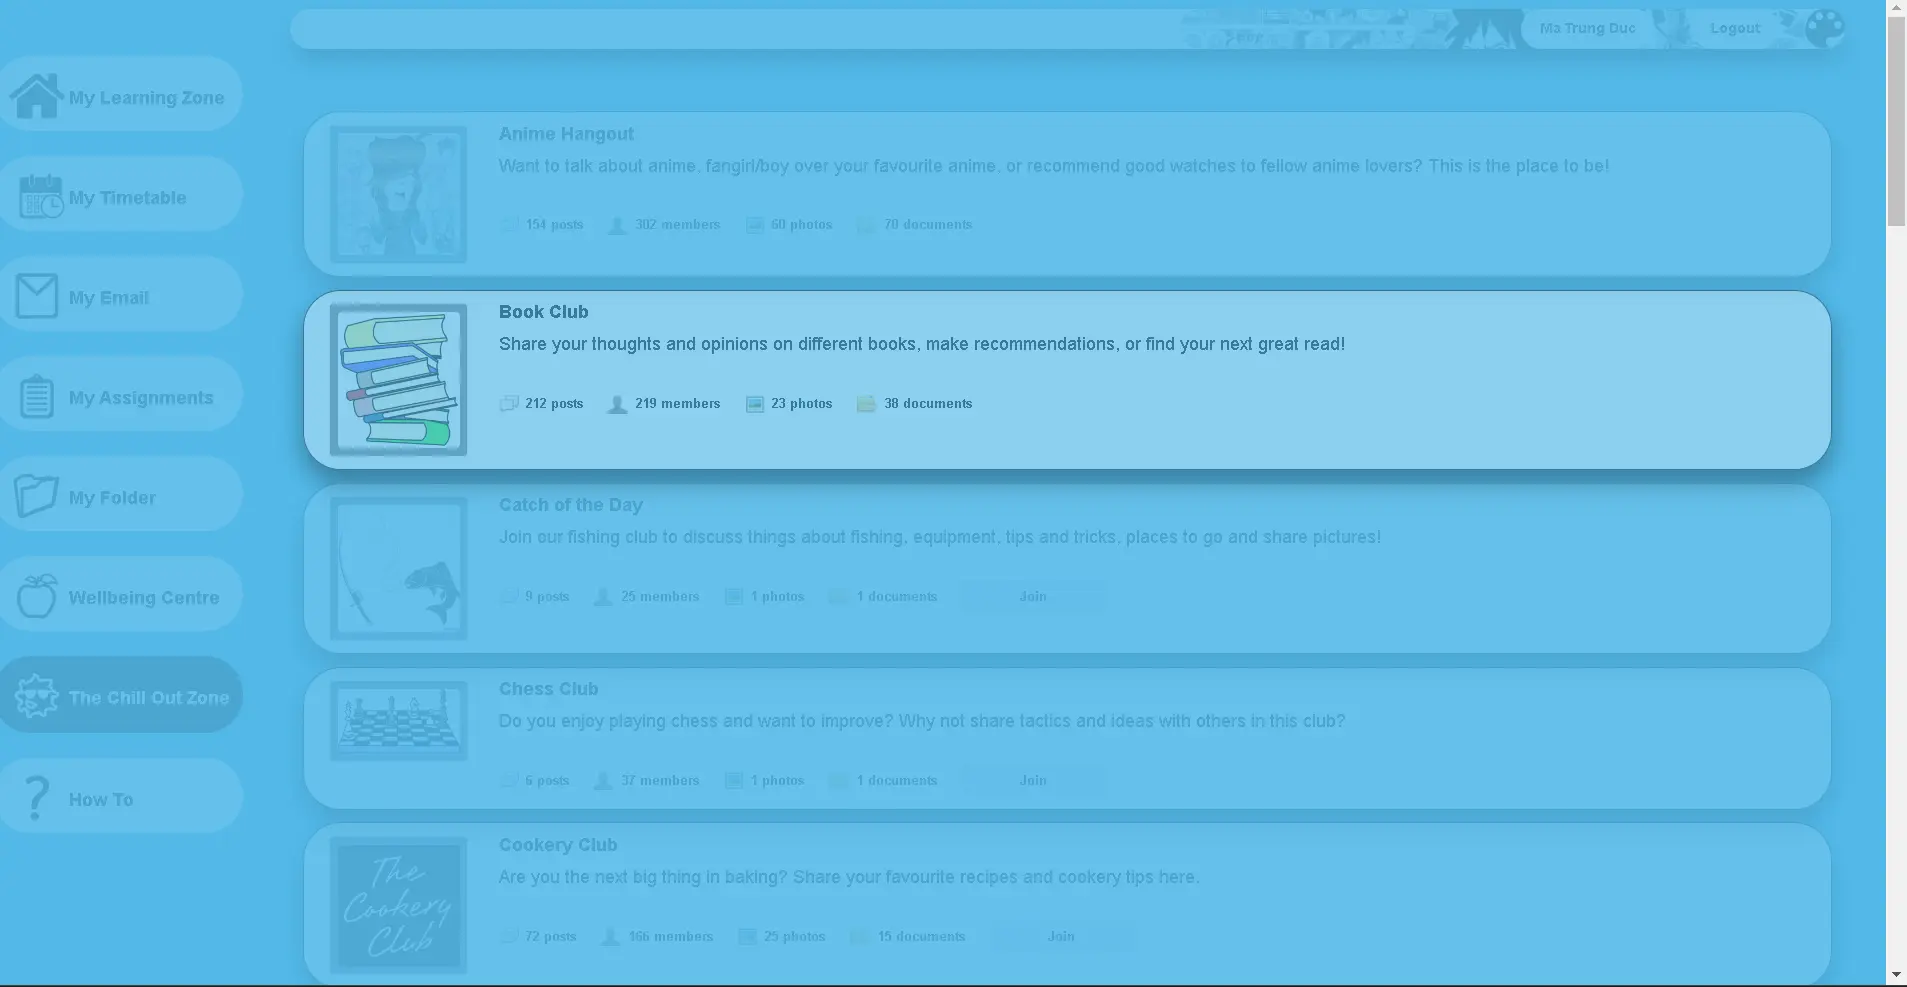 Shop
Ma Trung Duc
Logout
My Learning Zone
My Timetable
My Email
My Assignments
My Folder
Wellbeing Centre
The Chill Out Zone
How To
Anime Hangout
Want to talk about anime, fangirl/boy over your favourite anime, or recommend good watches to fellow anime lovers? This is the place to be!
154 posts 302 members 60 photos 70 documents
Book Club
Share your thoughts and opinions on different books, make recommendations, or find your next great read!
212 posts 219 members 23 photos 38 documents
Catch of the Day
Join our fishing club to discuss things about fishing, equipment, tips and tricks, places to go and share pictures!
9 posts 25 members 1 photos 1 documents Join
Chess Club
Do you enjoy playing chess and want to improve? Why not share tactics and ideas with others in this club?
6 posts 37 members 1 photos 1 documents Join
The
Cookery
Club
Cookery Club
Are you the next big thing in baking? Share your favourite recipes and cookery tips here.
72 posts 166 members 25 photos 15 documents Join